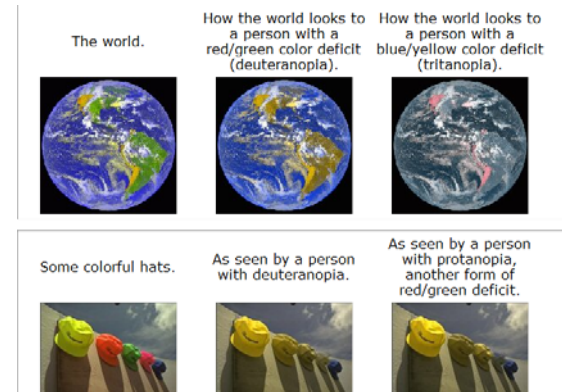 The world.
How the world looks to
a person with a
red/green color deficit
(deuteranopia).
How the world looks to
a person with a
blue/yellow color deficit
(tritanopia).
Some colorful hats.
As seen by a person
with deuteranopia.
As seen by a person
with protanopia,
another form of
red/green deficit.